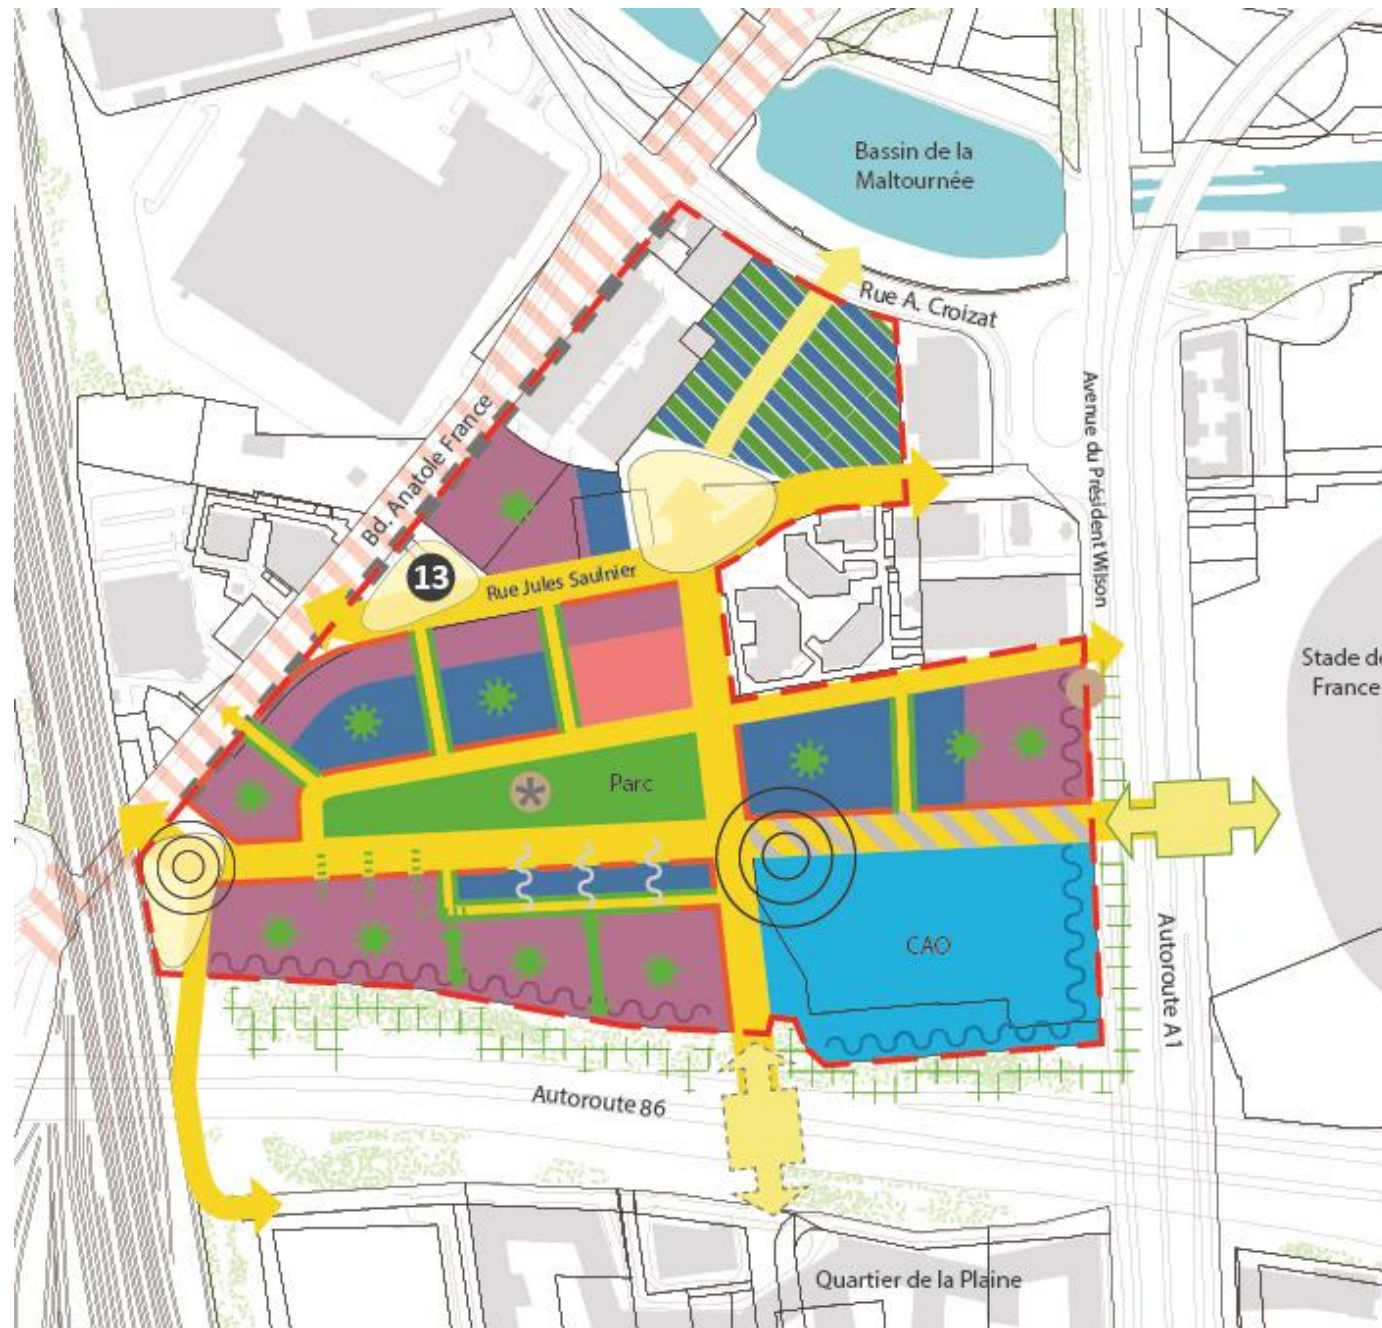 Bassin de la
Maltournée
Rue A. Croizat
Avenue du Président Wilson
Bd. Anatole France
13
Rue Jules Saulnier
Stade de
France
Parc
CAO
Autoroute A1
Autoroute 86
Quartier de la Plaine